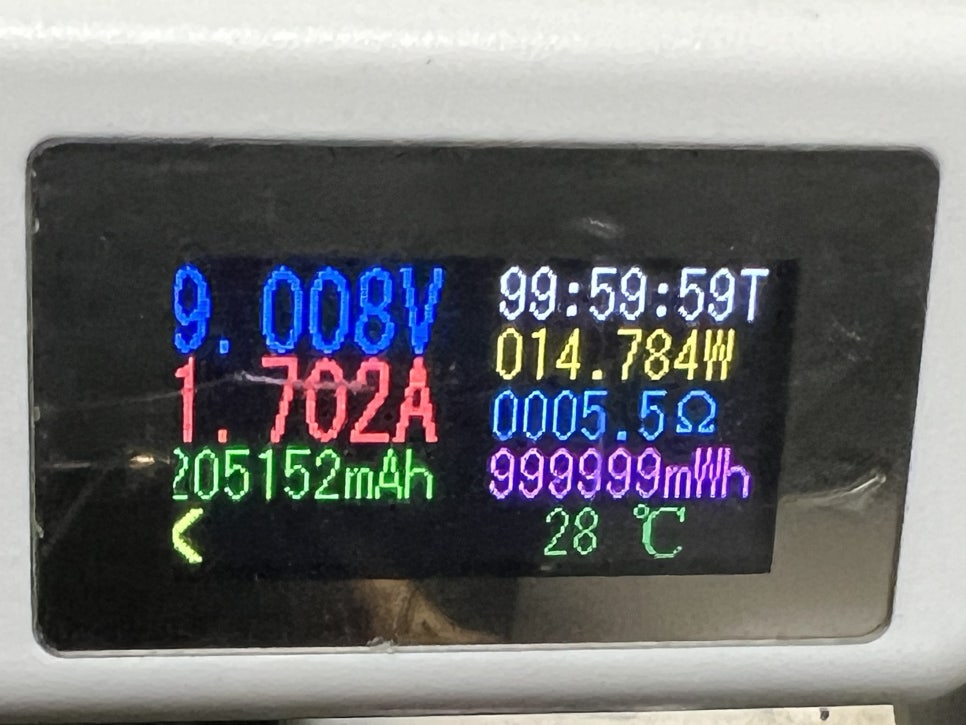 9.008V
99:59:59T
1.702A
014.784W
0005.5Ω
205152mAh
999999mWh
<
28 ℃